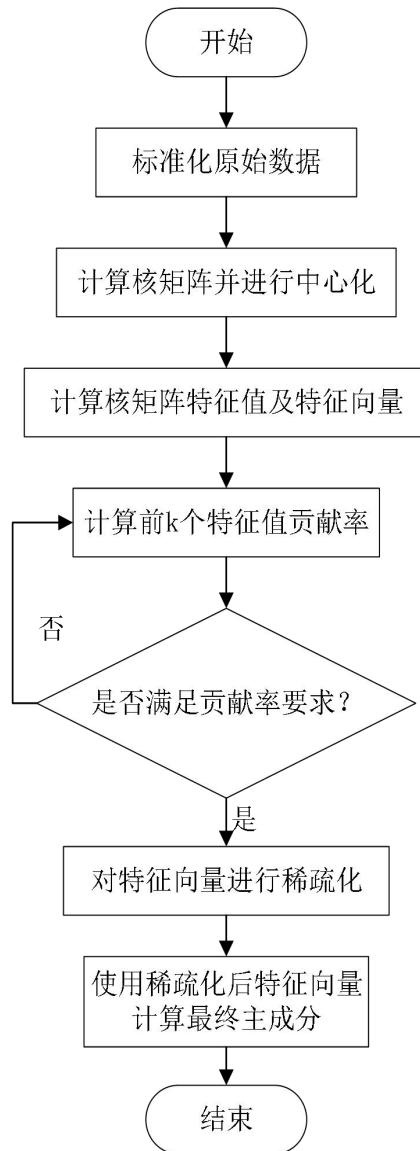 开始
标准化原始数据
计算核矩阵并进行中心化
计算核矩阵特征值及特征向量
计算前k个特征值贡献率
否
是否满足贡献率要求?
是
对特征向量进行稀疏化
使用稀疏化后特征向量
计算最终主成分
结束